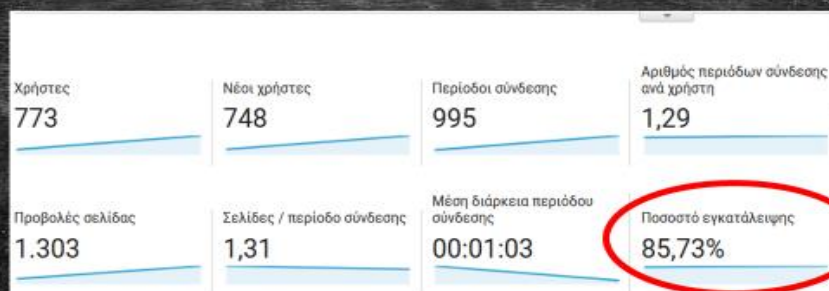 Χρήστες
773
Νέοι χρήστες
748
Περίοδοι σύνδεσης
995
Αριθμός περιόδων σύνδεσης
ανά χρήστη
1,29
Προβολές σελίδας
1.303
Σελίδες / περίοδο σύνδεσης
1,31
Μέση διάρκεια περιόδου
σύνδεσης
00:01:03
Ποσοστό εγκατάλειψης
85,73%